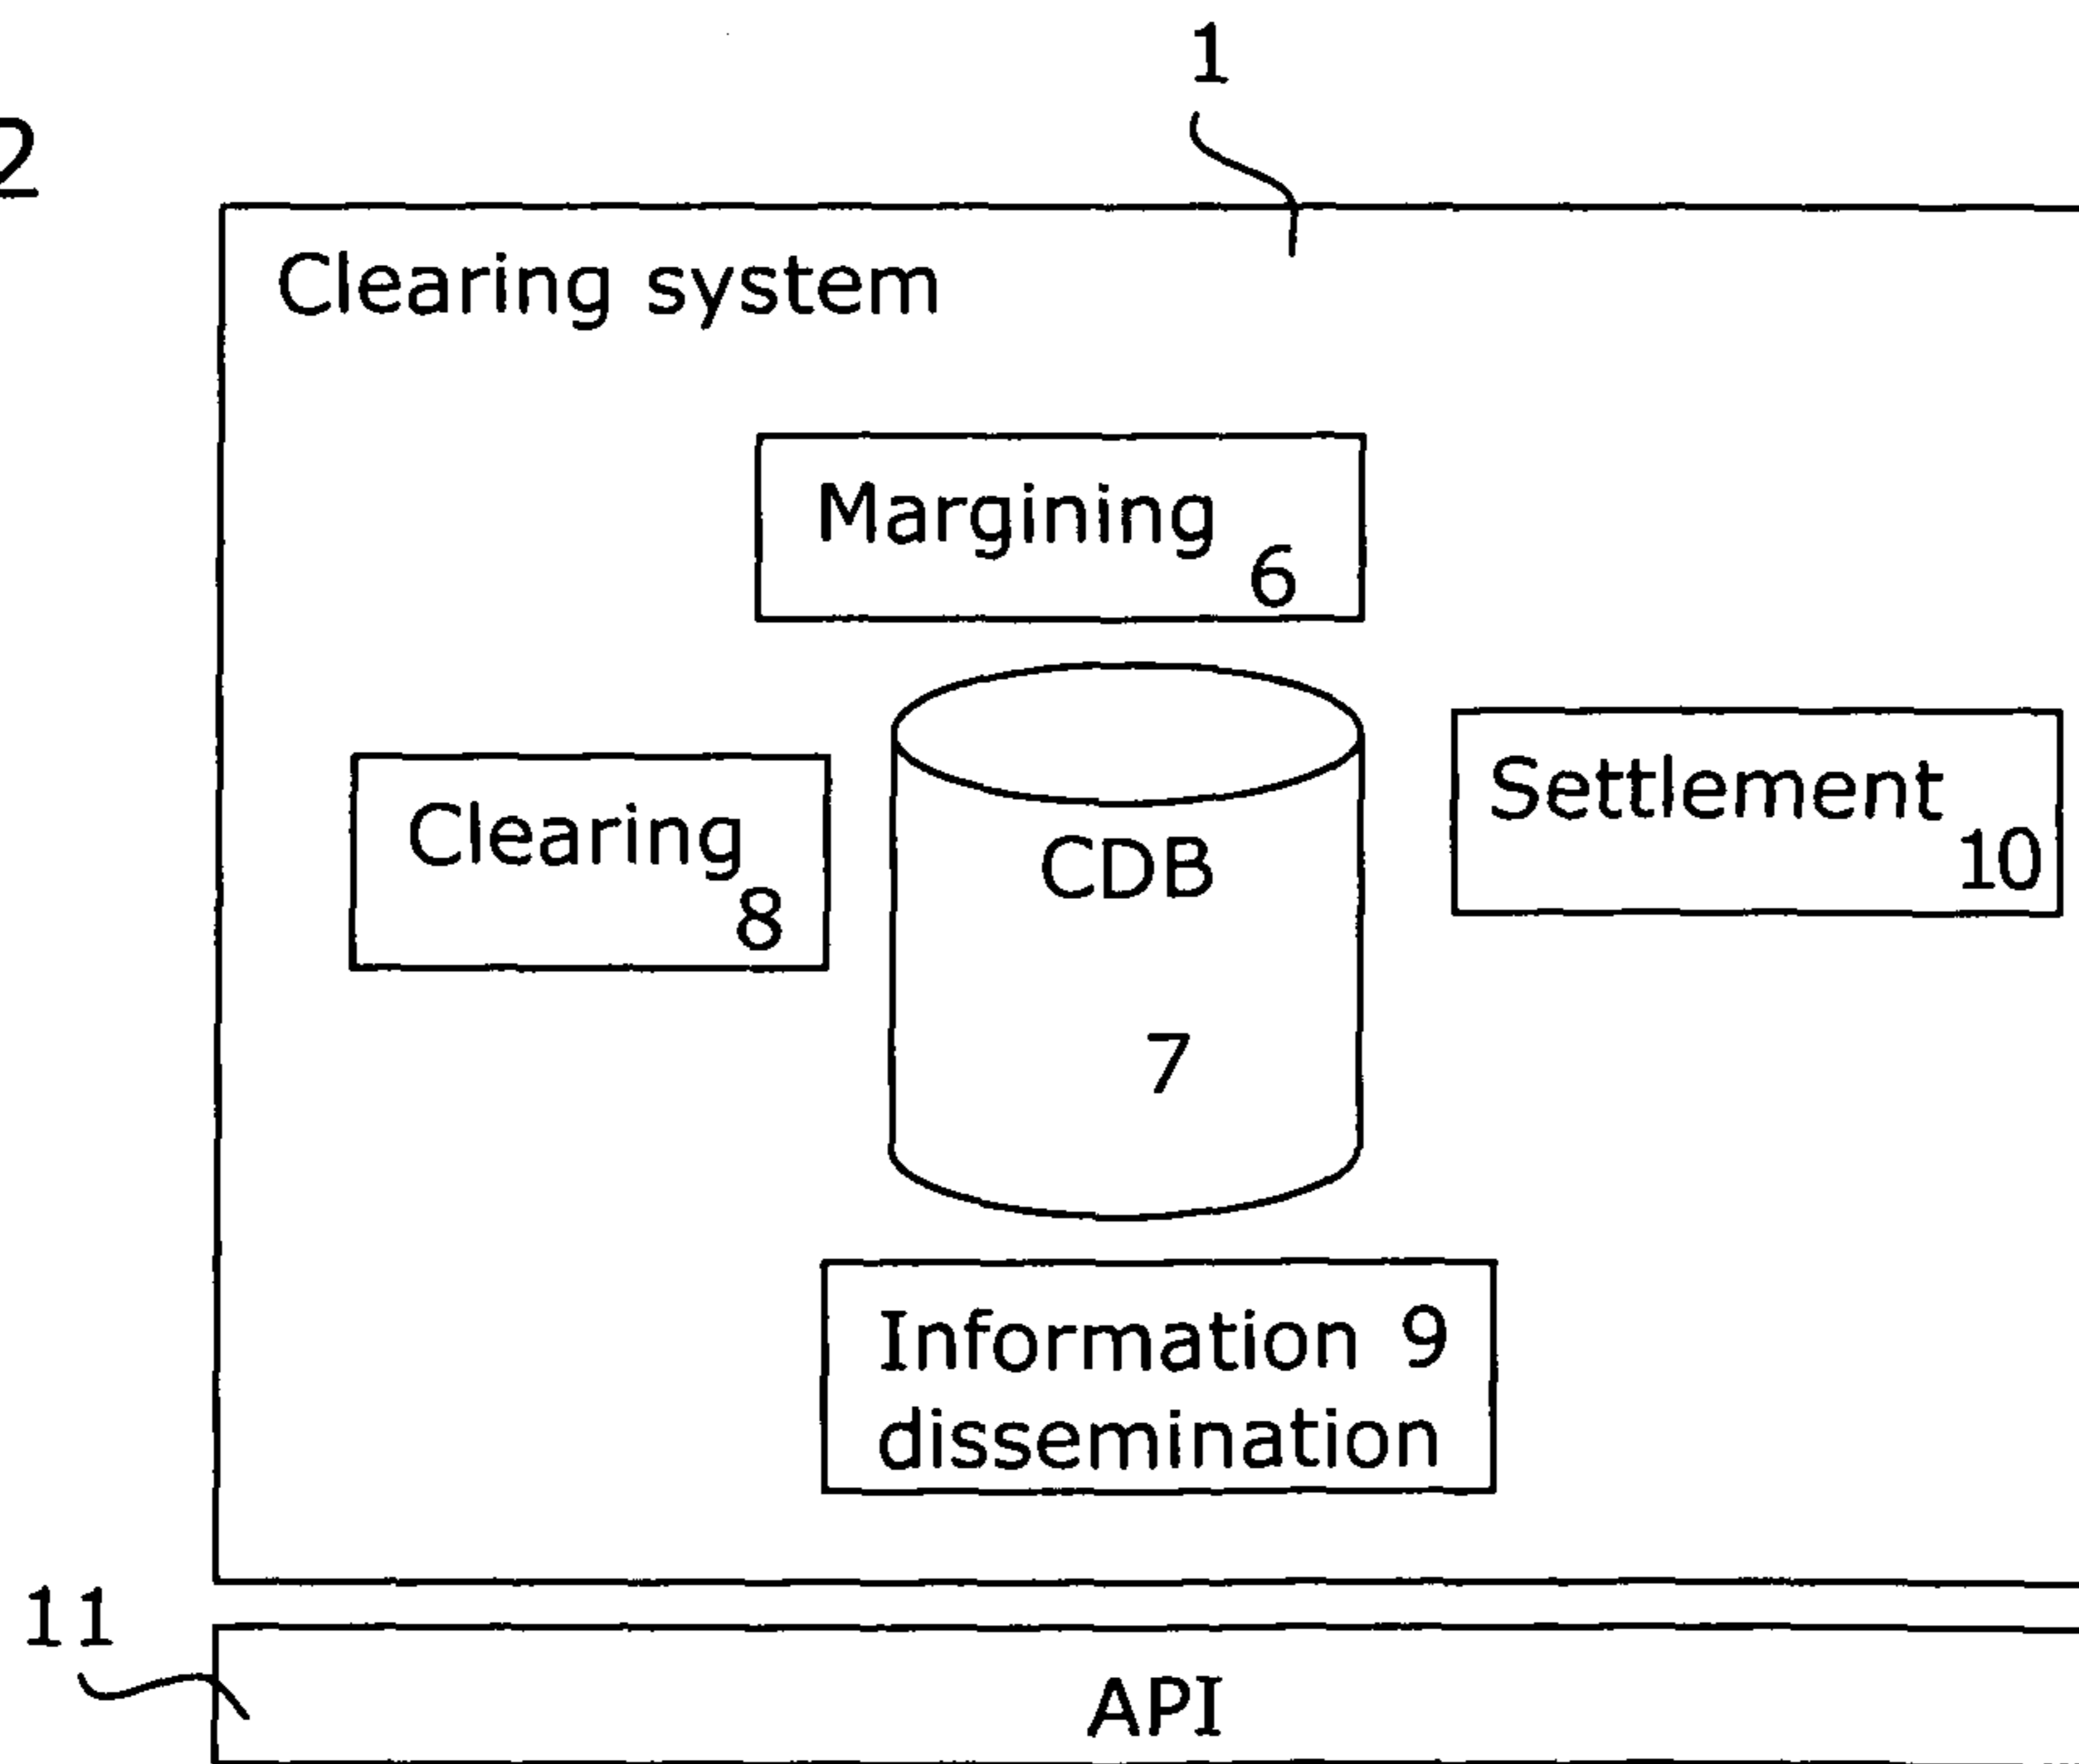 1
2
Clearing system
Margining
6
Settlement
10
Clearing
8
CDB
7
Information 9
dissemination
11
API